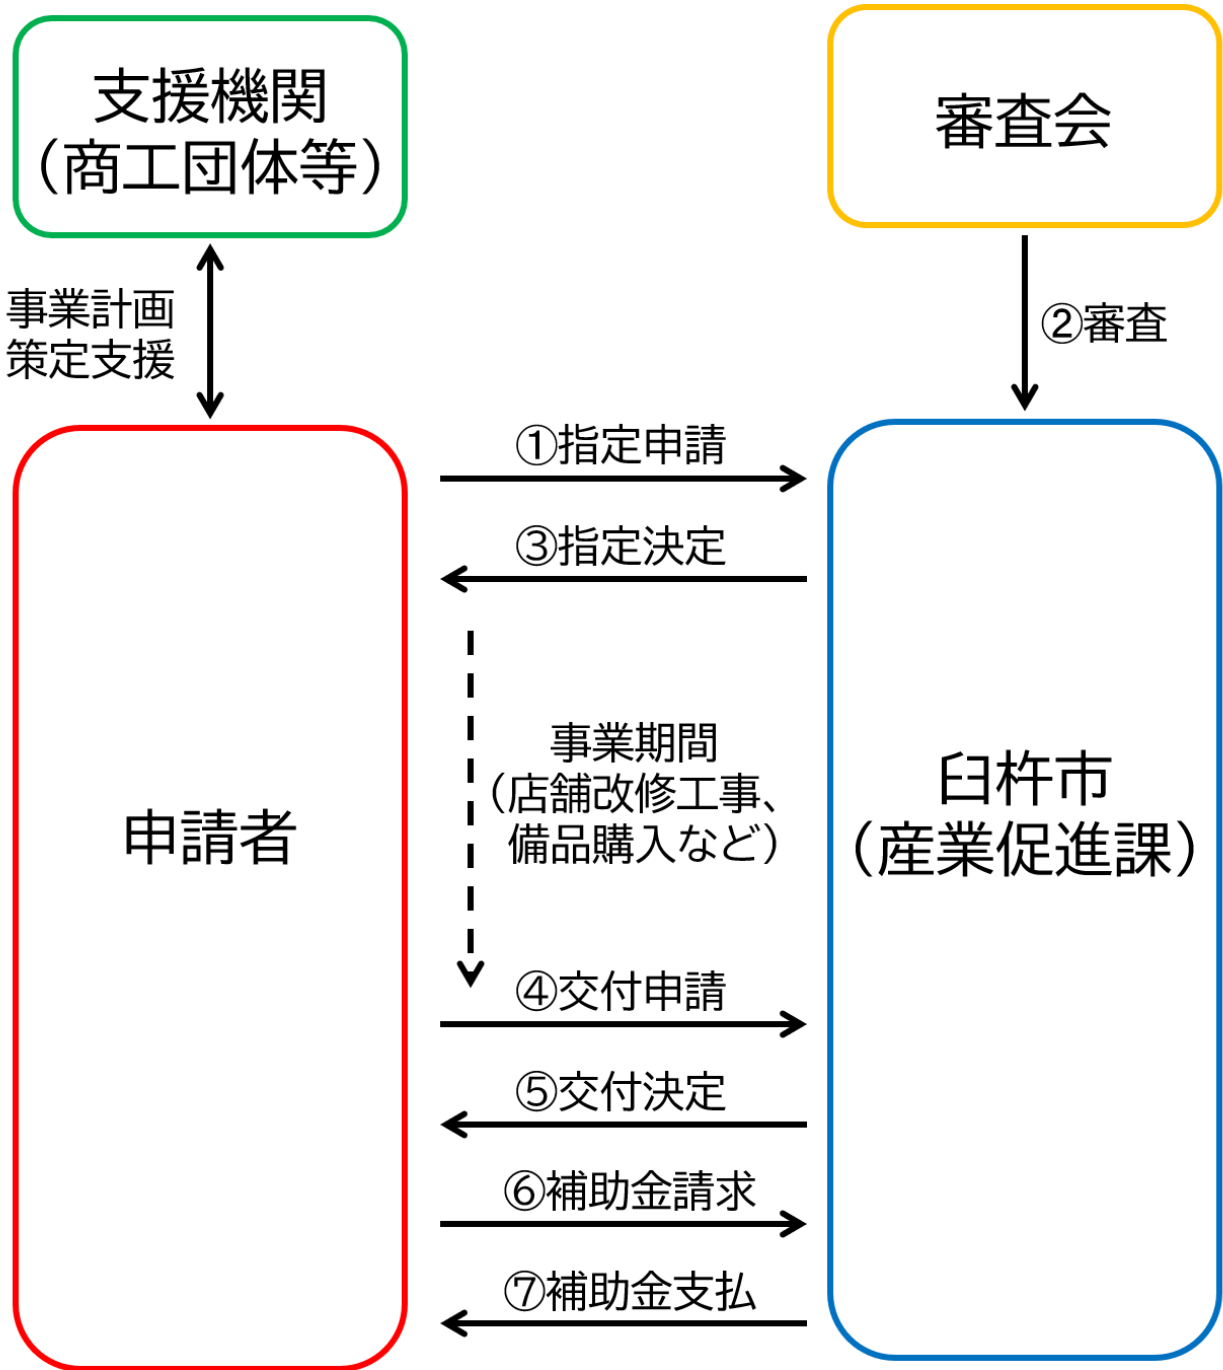 支援機関
（商工団体等）
審査会
事業計画
策定支援
②審査
①指定申請
③指定決定
事業期間
（店舗改修工事、
備品購入など）
申請者
臼杵市
（産業促進課）
④交付申請
⑤交付決定
⑥補助金請求
⑦補助金支払